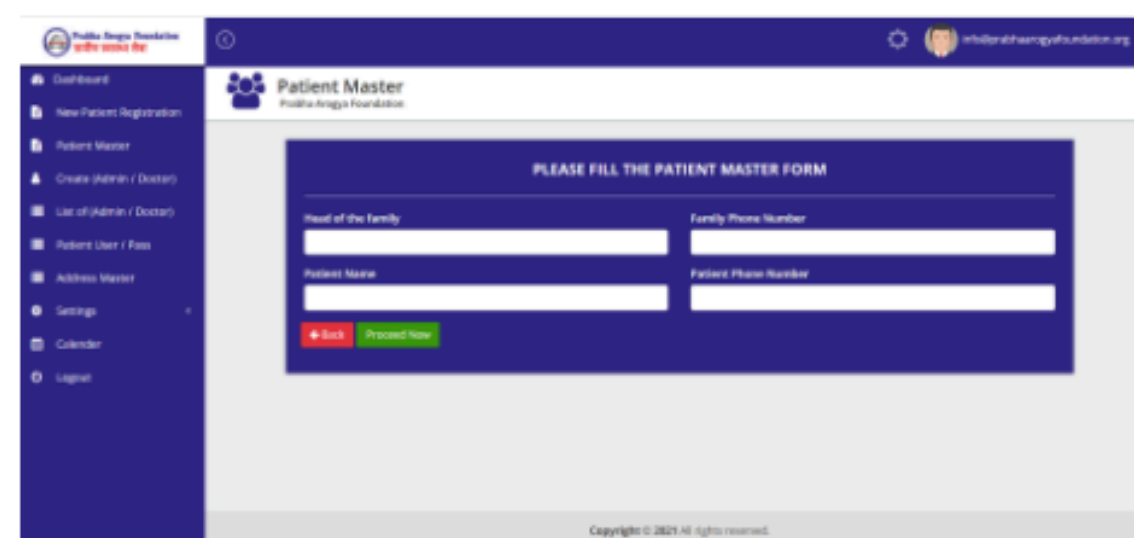 Prabha Arogya Foundation
info@prabhaarogyafoundation.org
Dashboard
New Patient Registration
Patient Master
Create (Admin / Doctor)
List of (Admin / Doctor)
Patient User / Pass
Address Master
Settings
Calender
Logout
Patient Master
Prabha Arogya Foundation
PLEASE FILL THE PATIENT MASTER FORM
Head of the family
Family Phone Number
Patient Name
Patient Phone Number
Back
Proceed Now
Copyright © 2021 All rights reserved.